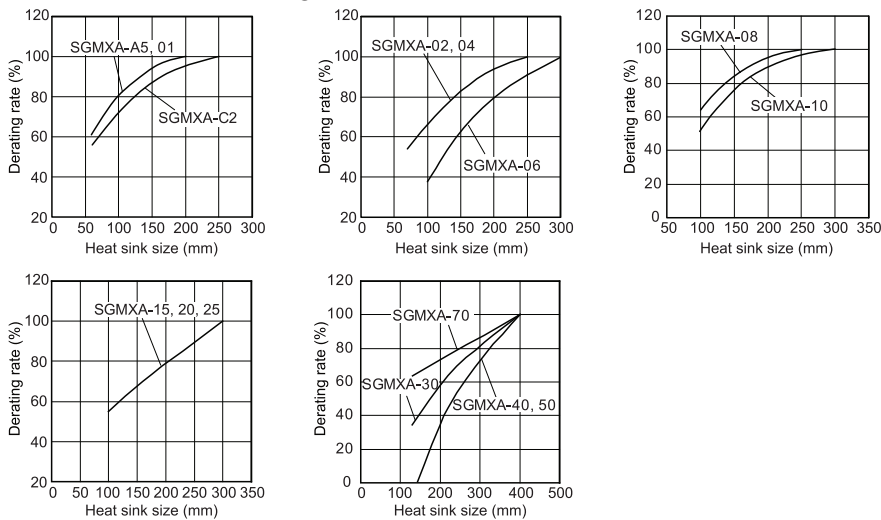 120
100
80
60
40
20
Derating rate (%)
SGMXA-A5, 01
SGMXA-C2
0 50 100 150 200 250 300
Heat sink size (mm)
120
100
80
60
40
20
Derating rate (%)
SGMXA-02, 04
SGMXA-06
0 50 100 150 200 250 300
Heat sink size (mm)
120
100
80
60
40
20
0
Derating rate (%)
SGMXA-08
SGMXA-10
50 100 150 200 250 300 350
Heat sink size (mm)
120
100
80
60
40
20
Derating rate (%)
SGMXA-15, 20, 25
0 50 100 150 200 250 300 350
Heat sink size (mm)
120
100
80
60
40
20
0
Derating rate (%)
SGMXA-70
SGMXA-30
SGMXA-40, 50
0 100 200 300 400 500
Heat sink size (mm)